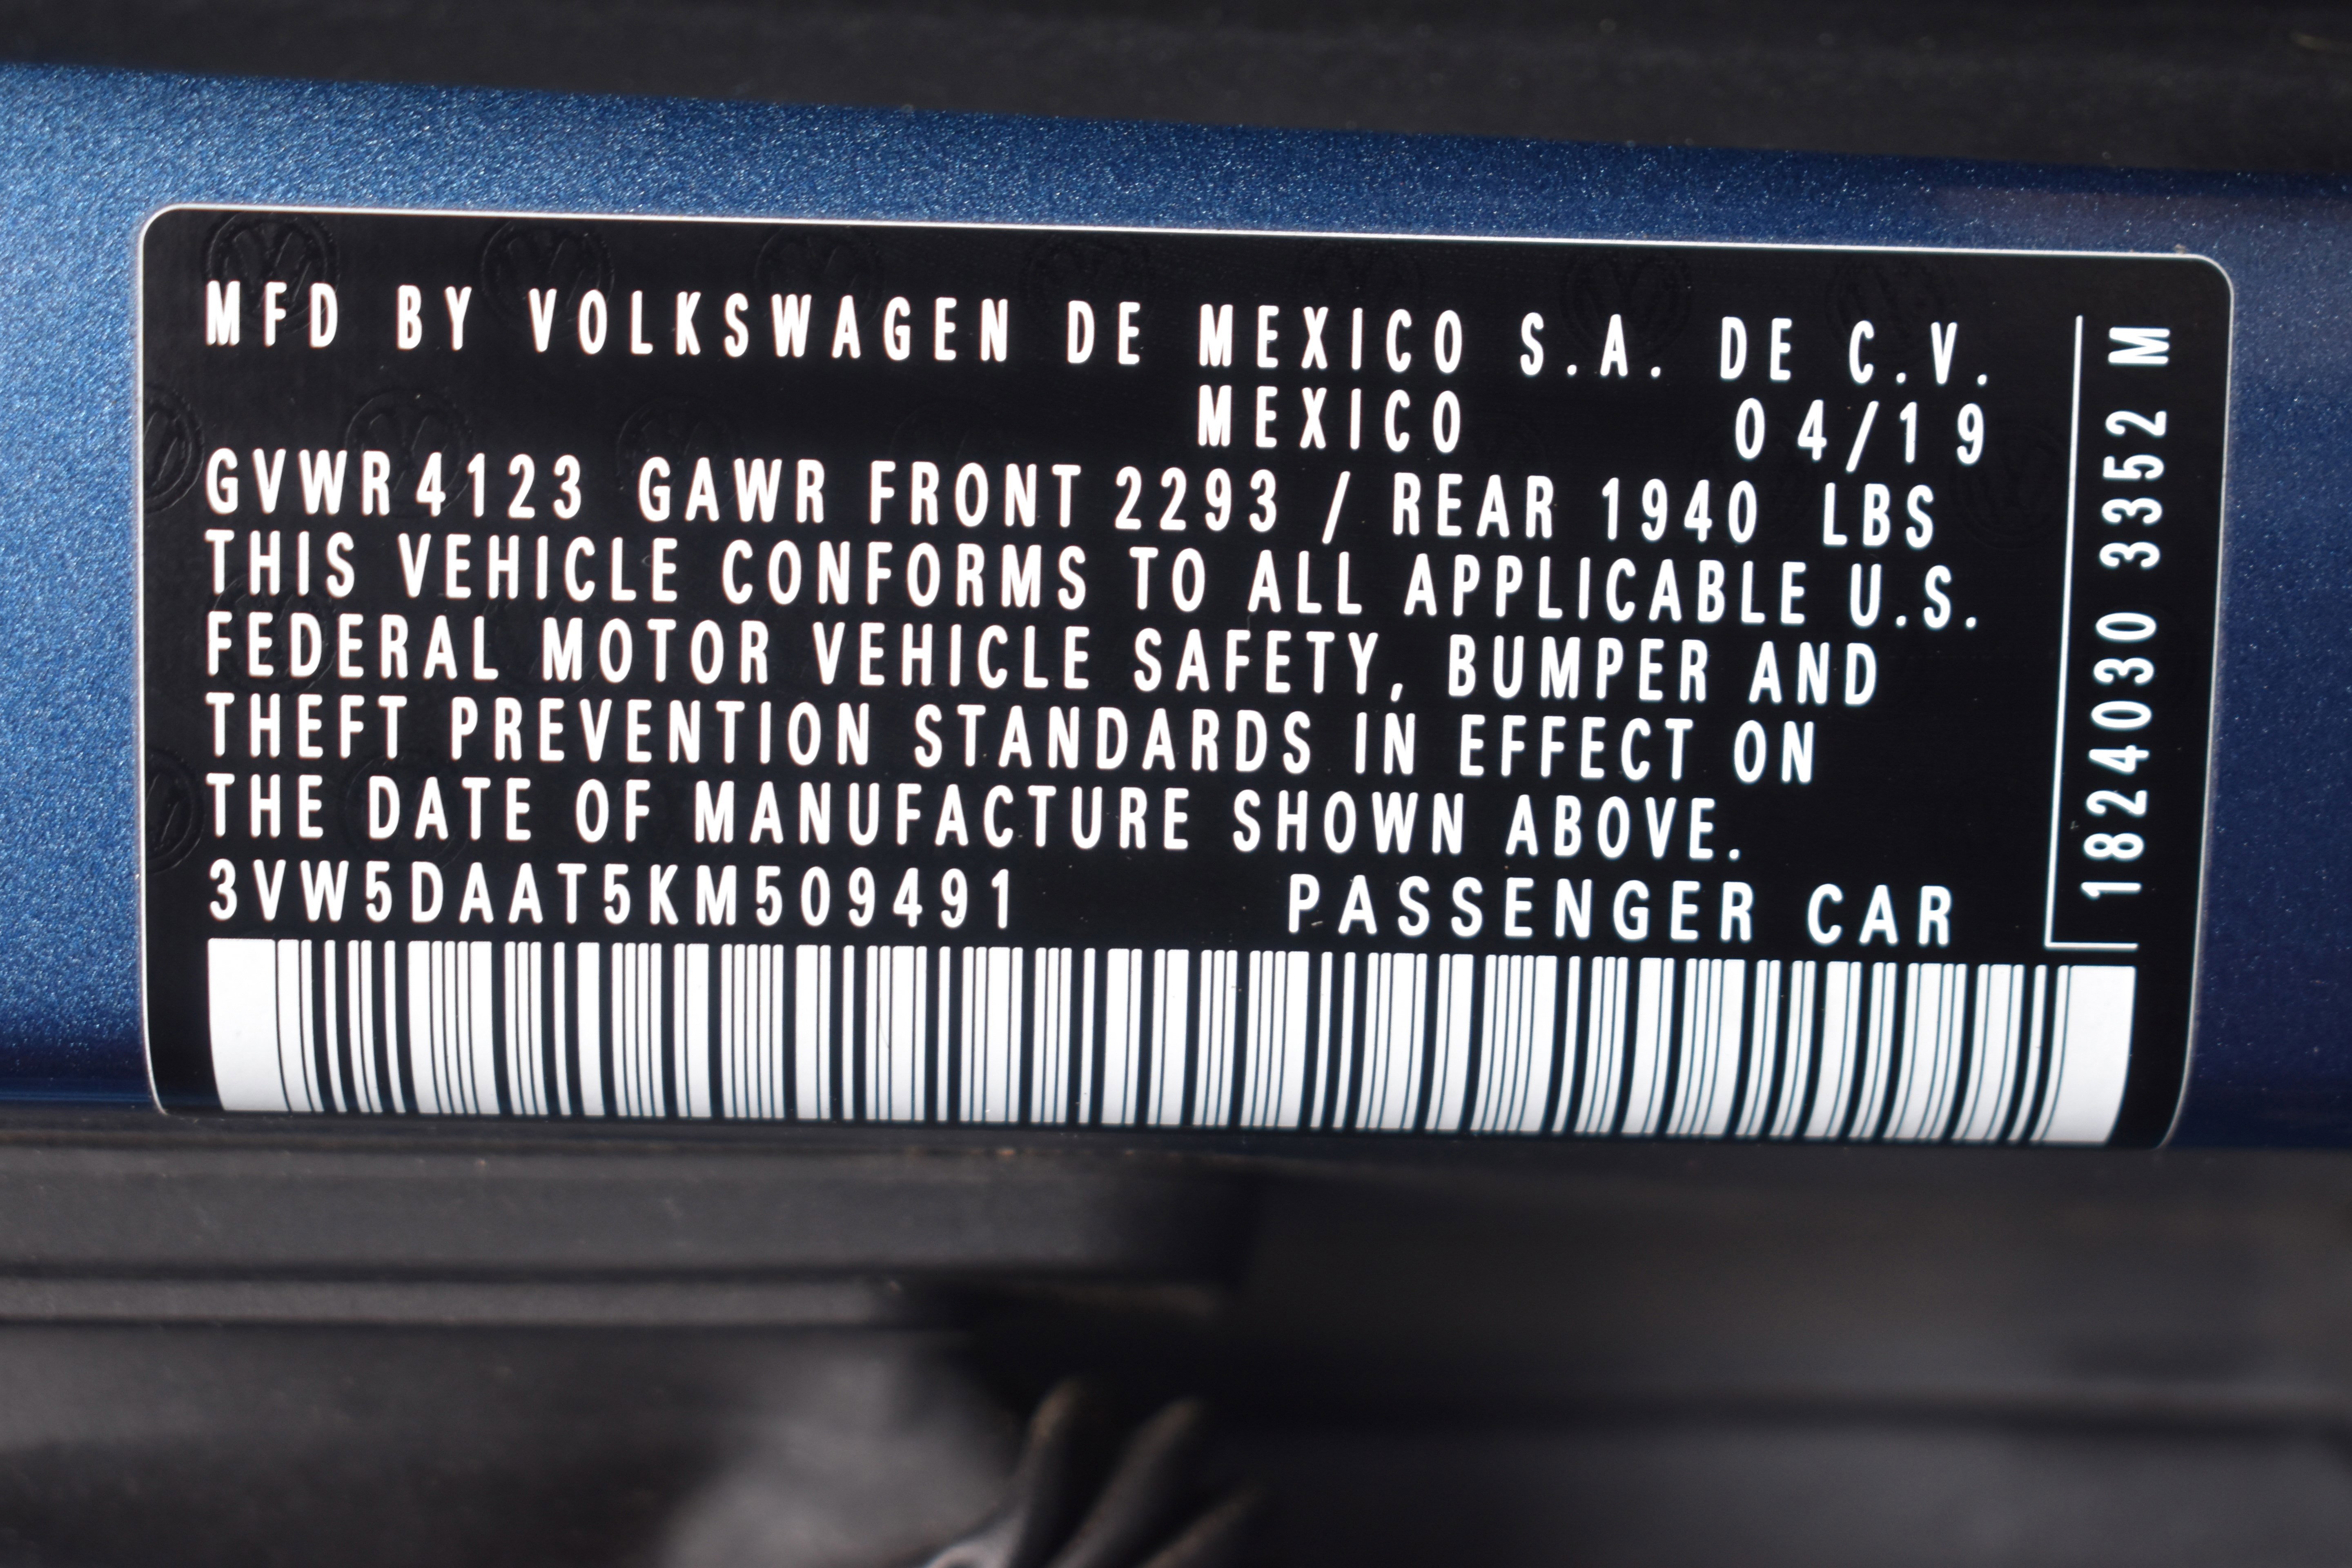 MFD BY VOLKSWAGEN DE MEXICO S.A. DE C.V.
MEXICO 04/19
GVWR 4123 GAWR FRONT 2293 / REAR 1940 LBS
THIS VEHICLE CONFORMS TO ALL APPLICABLE U.S.
FEDERAL MOTOR VEHICLE SAFETY, BUMPER AND
THEFT PREVENTION STANDARDS IN EFFECT ON
THE DATE OF MANUFACTURE SHOWN ABOVE.
3VW5DAAT5KM509491 PASSENGER CAR
1824030 3352 M